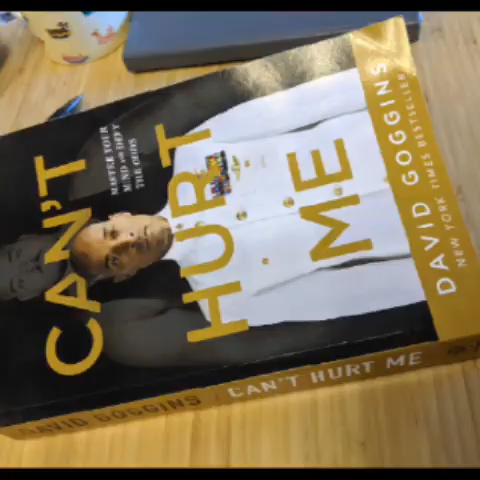 CAN'T
HURT
ME
MASTER YOUR
MIND AND DEFY
THE ODDS
DAVID GOGGINS
NEW YORK TIMES BESTSELLER
DAVID GOGGINS / CAN'T HURT ME